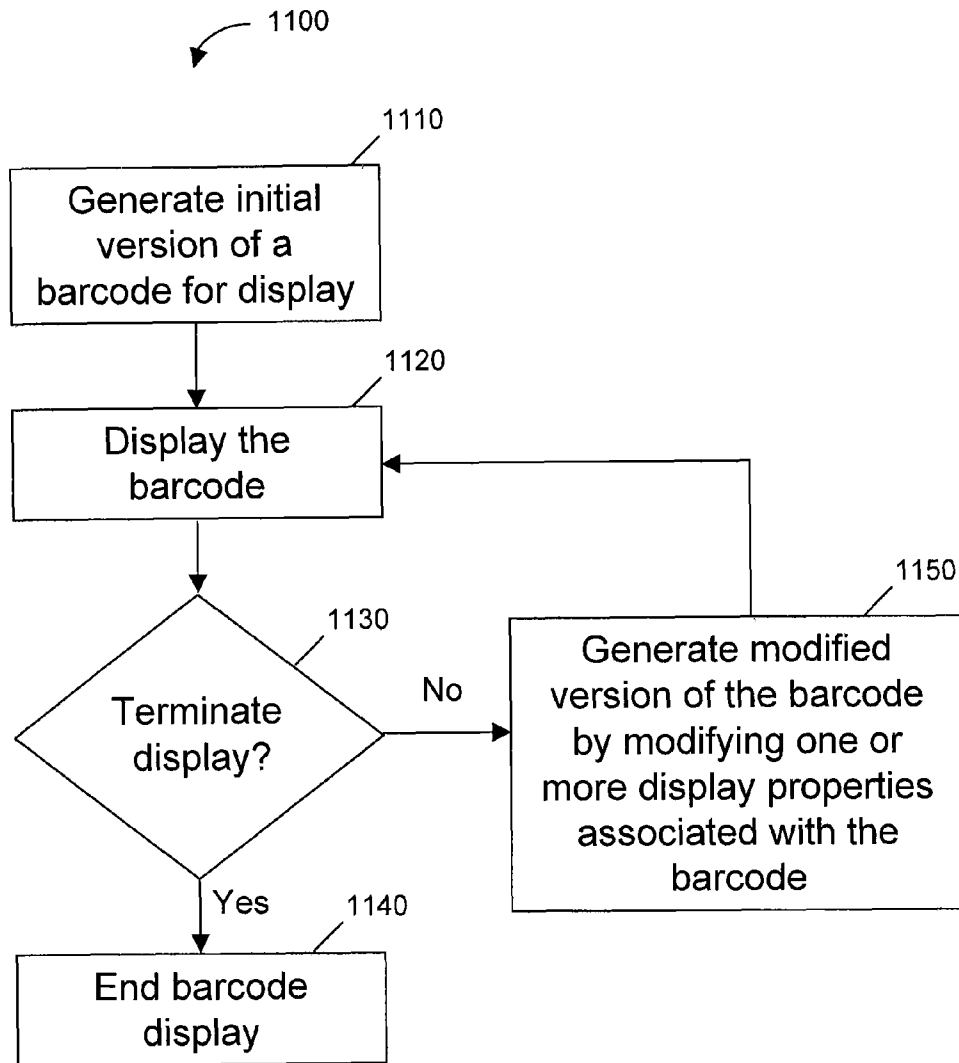 1100
1110
Generate initial
version of a
barcode for display
1120
Display the
barcode
1130
Terminate
display?
No
1150
Generate modified
version of the barcode
by modifying one or
more display properties
associated with the
barcode
Yes
1140
End barcode
display